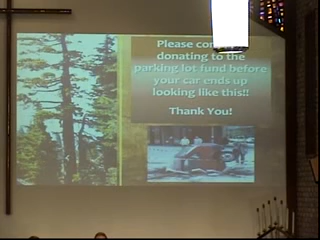 Please
donating to the
parking lot fund before
your car ends up
looking like this!!
Thank You!